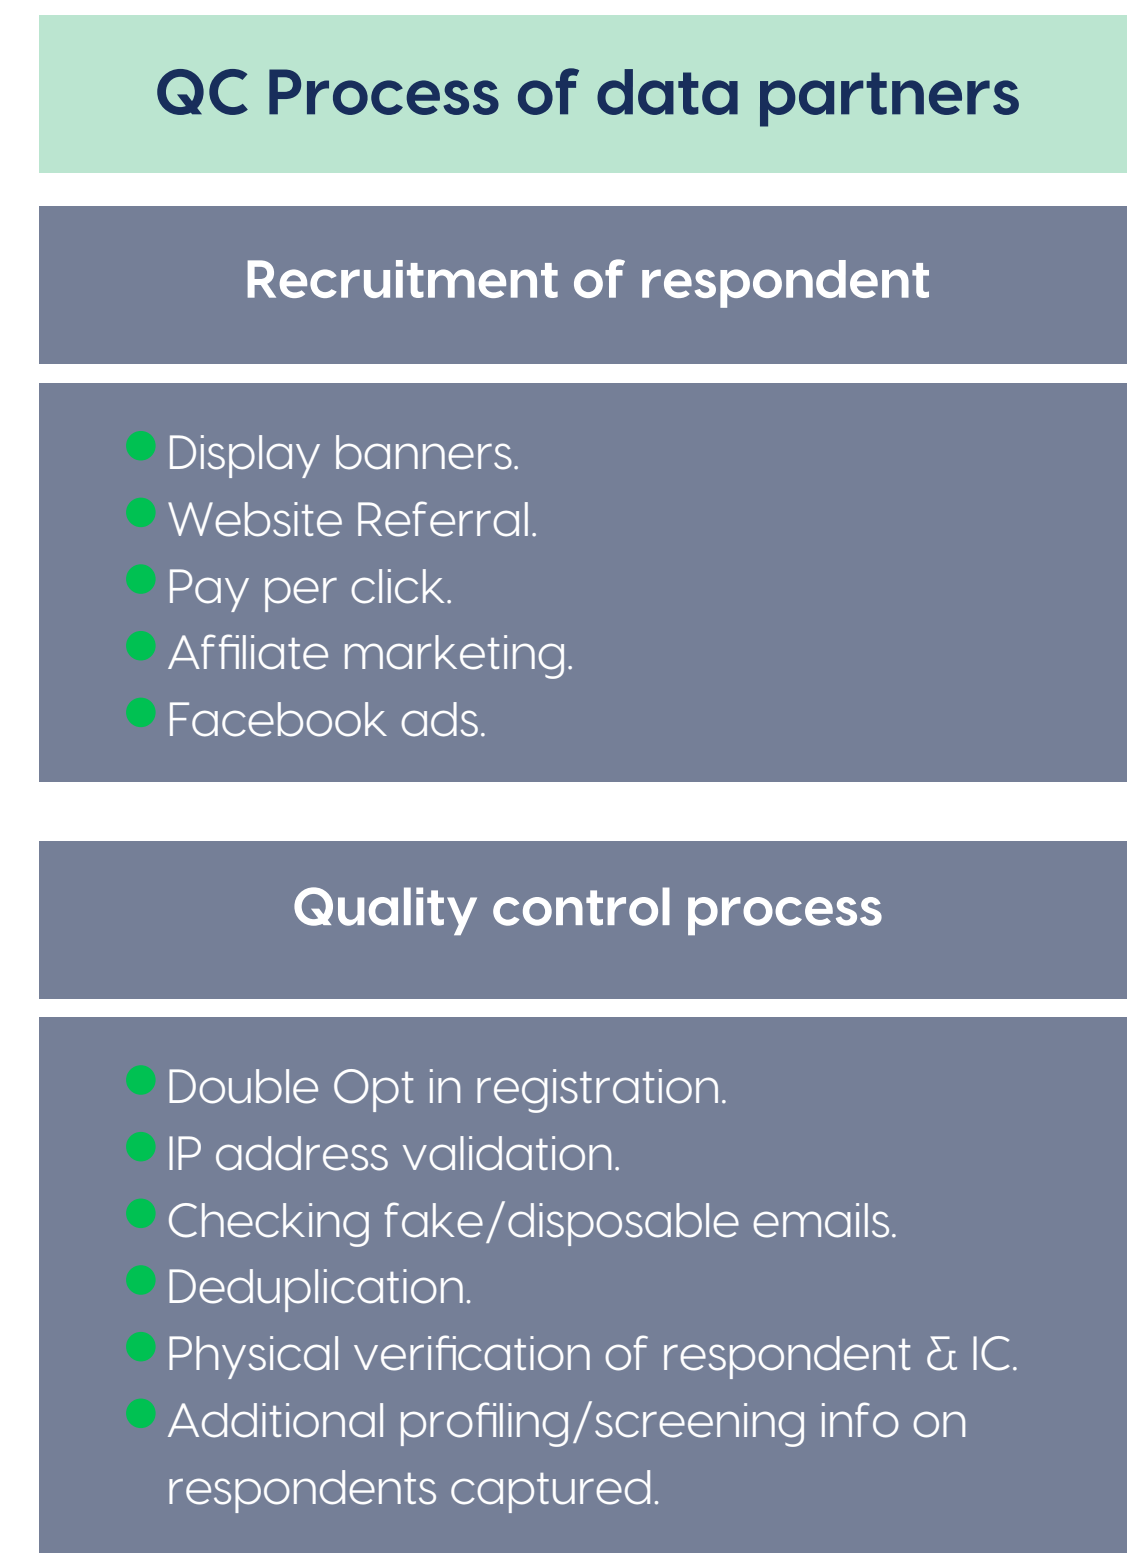 QC Process of data partners
Recruitment of respondent
Display banners.
Website Referral.
Pay per click.
Affiliate marketing.
Facebook ads.
Quality control process
Double Opt in registration.
IP address validation.
Checking fake/disposable emails.
Deduplication.
Physical verification of respondent & IC.
Additional profiling/screening info on
respondents captured.